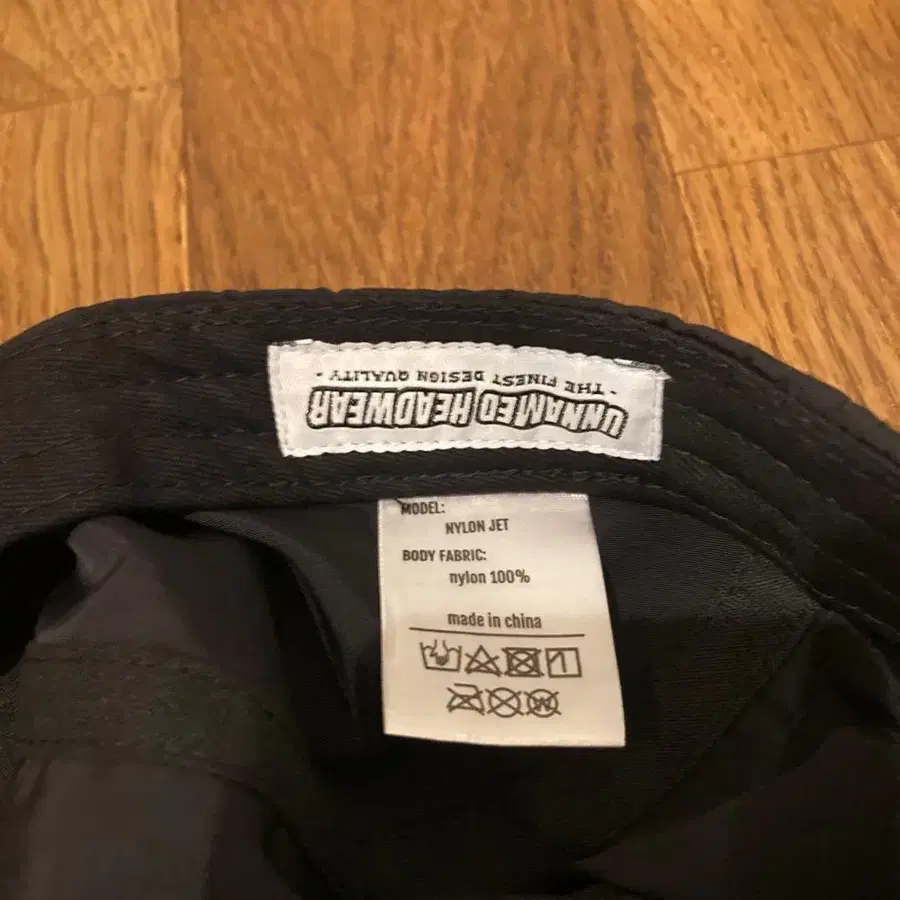 UNNAMED HEADWEAR
- THE FINEST DESIGN QUALITY -
MODEL:
NYLON JET
BODY FABRIC:
nylon 100%
made in china